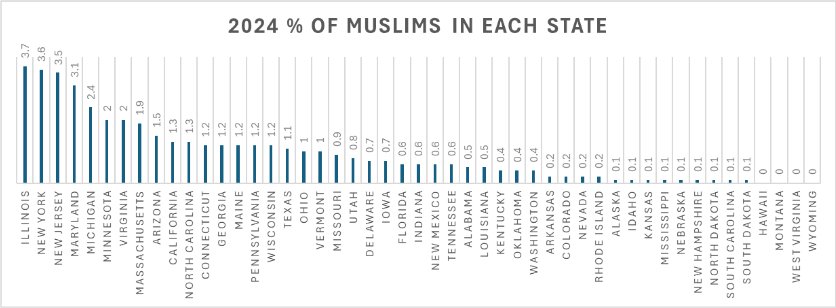 2024 % OF MUSLIMS IN EACH STATE
3.7
3.6
3.5
3.1
2.4
2
2
1.9
1.5
1.3
1.3
1.2
1.2
1.2
1.2
1.2
1.1
1
1
0.9
0.8
0.7
0.7
0.6
0.6
0.6
0.6
0.5
0.5
0.4
0.4
0.4
0.2
0.2
0.2
0.2
0.1
0.1
0.1
0.1
0.1
0.1
0.1
0.1
0.1
0
0
0
0
ILLINOIS
NEW YORK
NEW JERSEY
MARYLAND
MICHIGAN
MINNESOTA
VIRGINIA
MASSACHUSETTS
ARIZONA
CALIFORNIA
NORTH CAROLINA
CONNECTICUT
GEORGIA
MAINE
PENNSYLVANIA
WISCONSIN
TEXAS
OHIO
VERMONT
MISSOURI
UTAH
DELAWARE
IOWA
FLORIDA
INDIANA
NEW MEXICO
TENNESSEE
ALABAMA
LOUISIANA
KENTUCKY
OKLAHOMA
WASHINGTON
ARKANSAS
COLORADO
NEVADA
RHODE ISLAND
ALASKA
IDAHO
KANSAS
MISSISSIPPI
NEBRASKA
NEW HAMPSHIRE
NORTH DAKOTA
SOUTH CAROLINA
SOUTH DAKOTA
HAWAII
MONTANA
WEST VIRGINIA
WYOMING